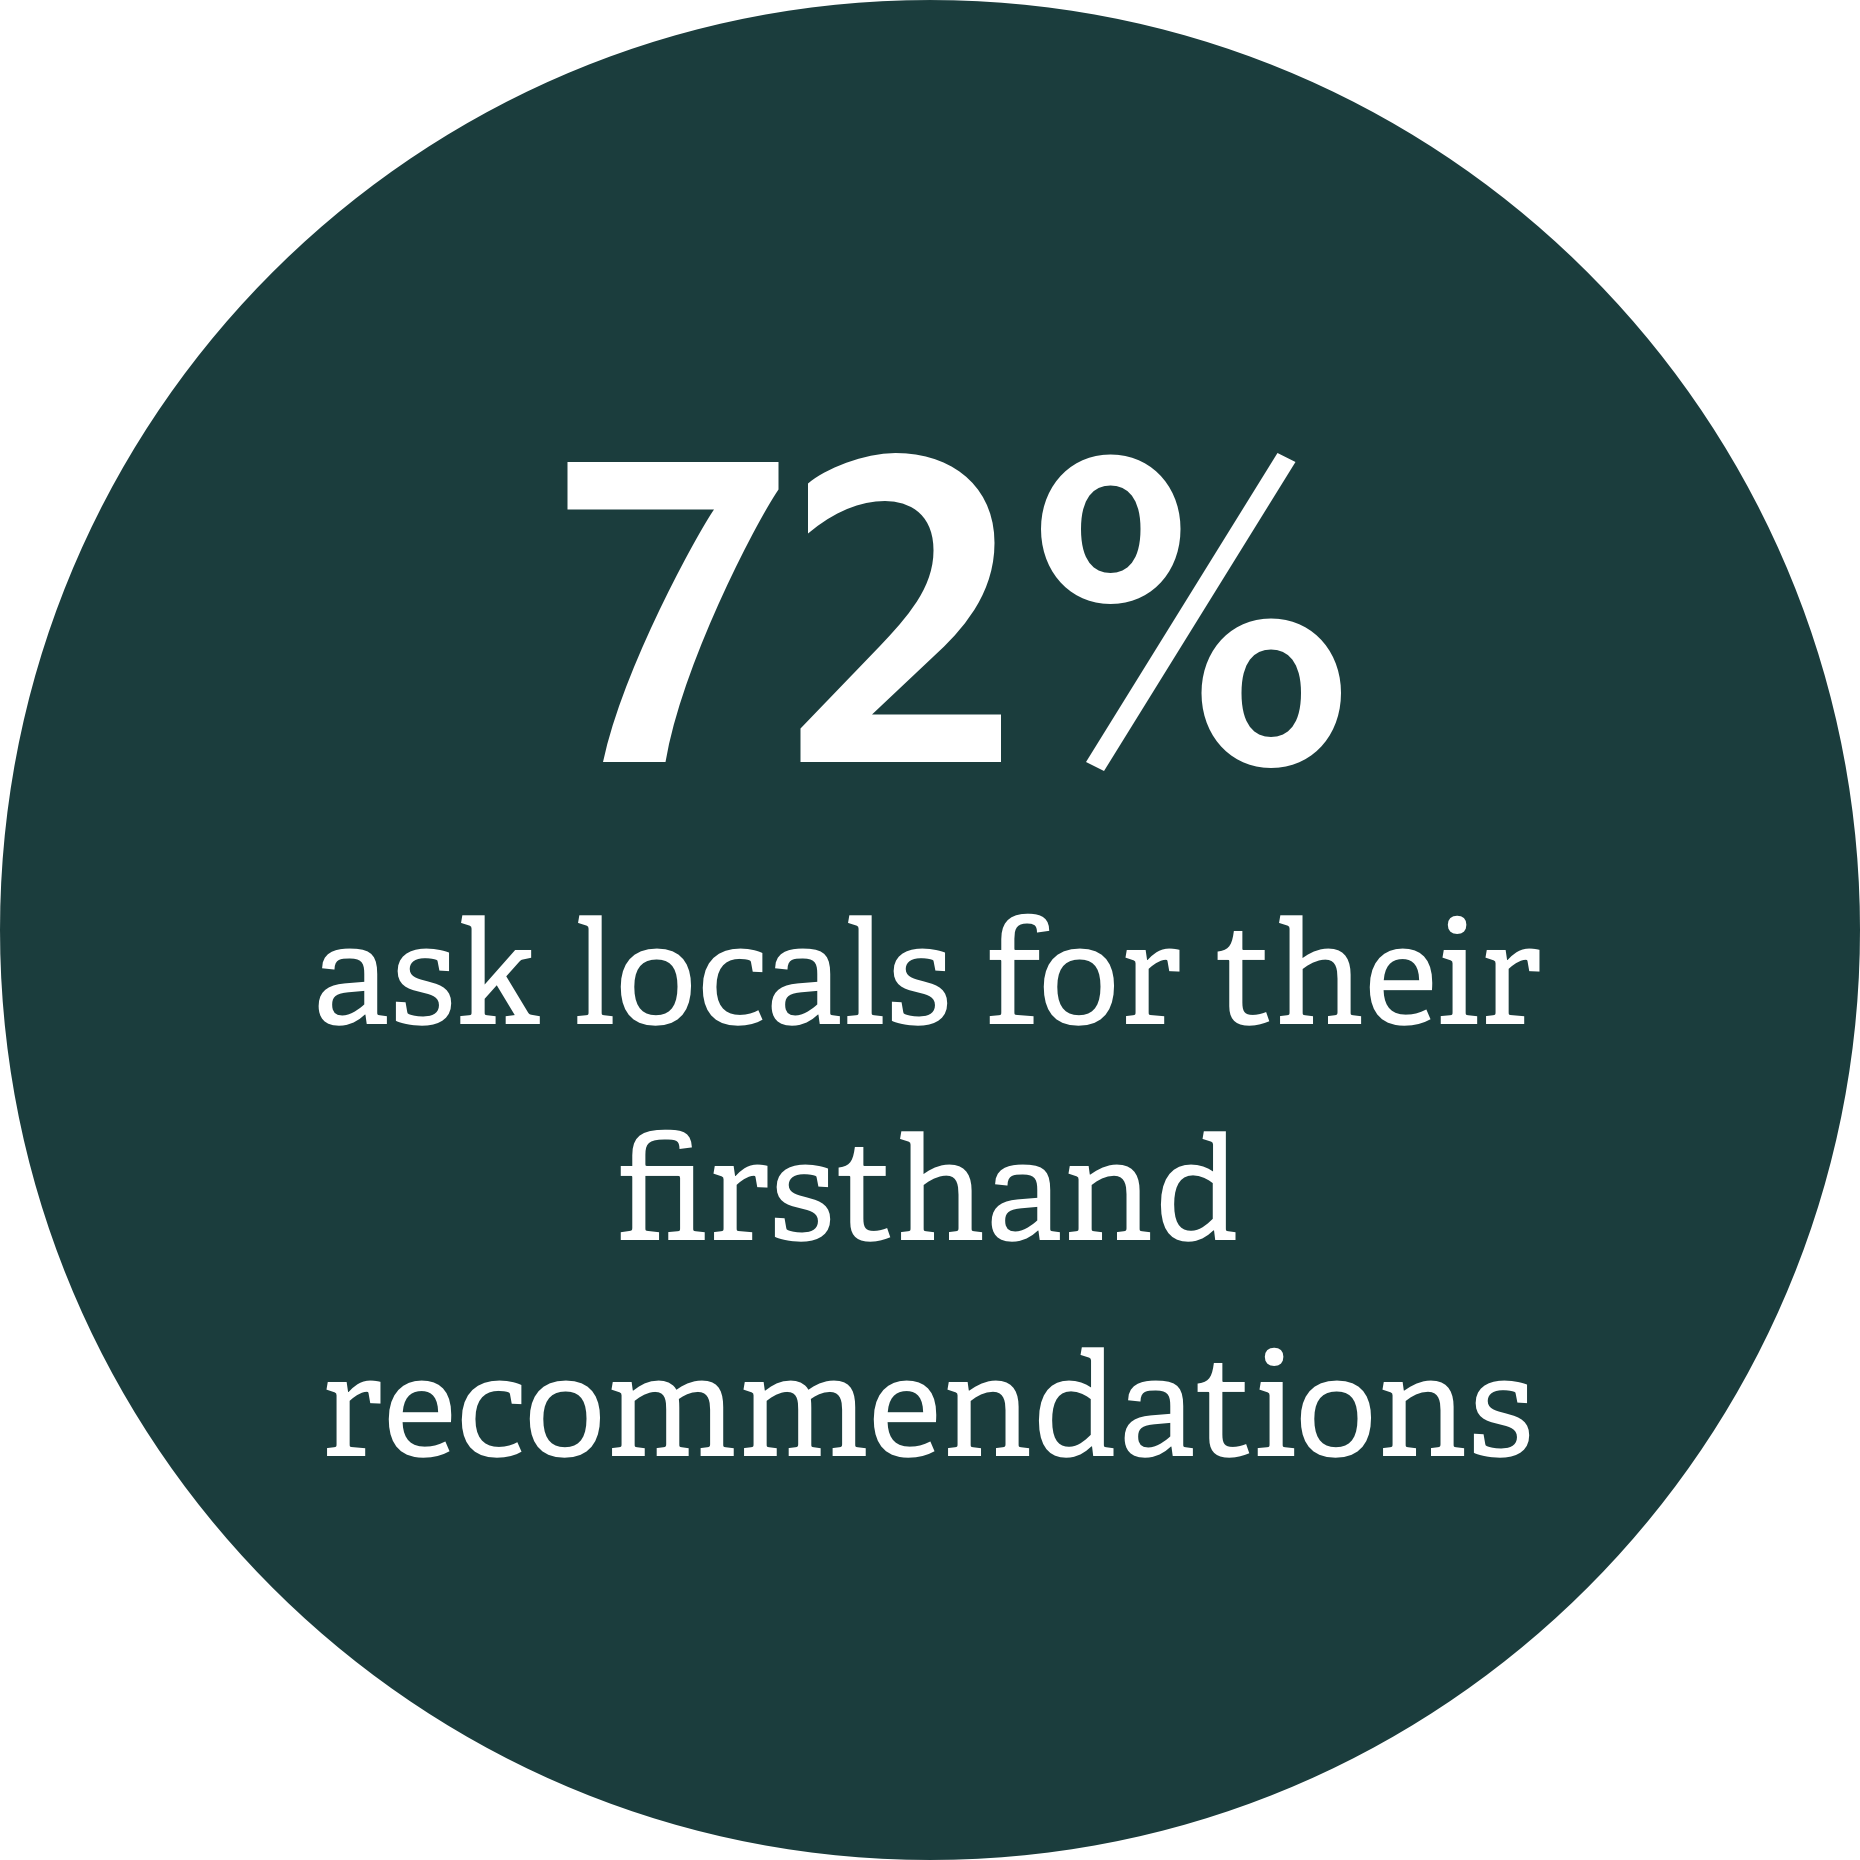 72%
ask locals for their
firsthand
recommendations